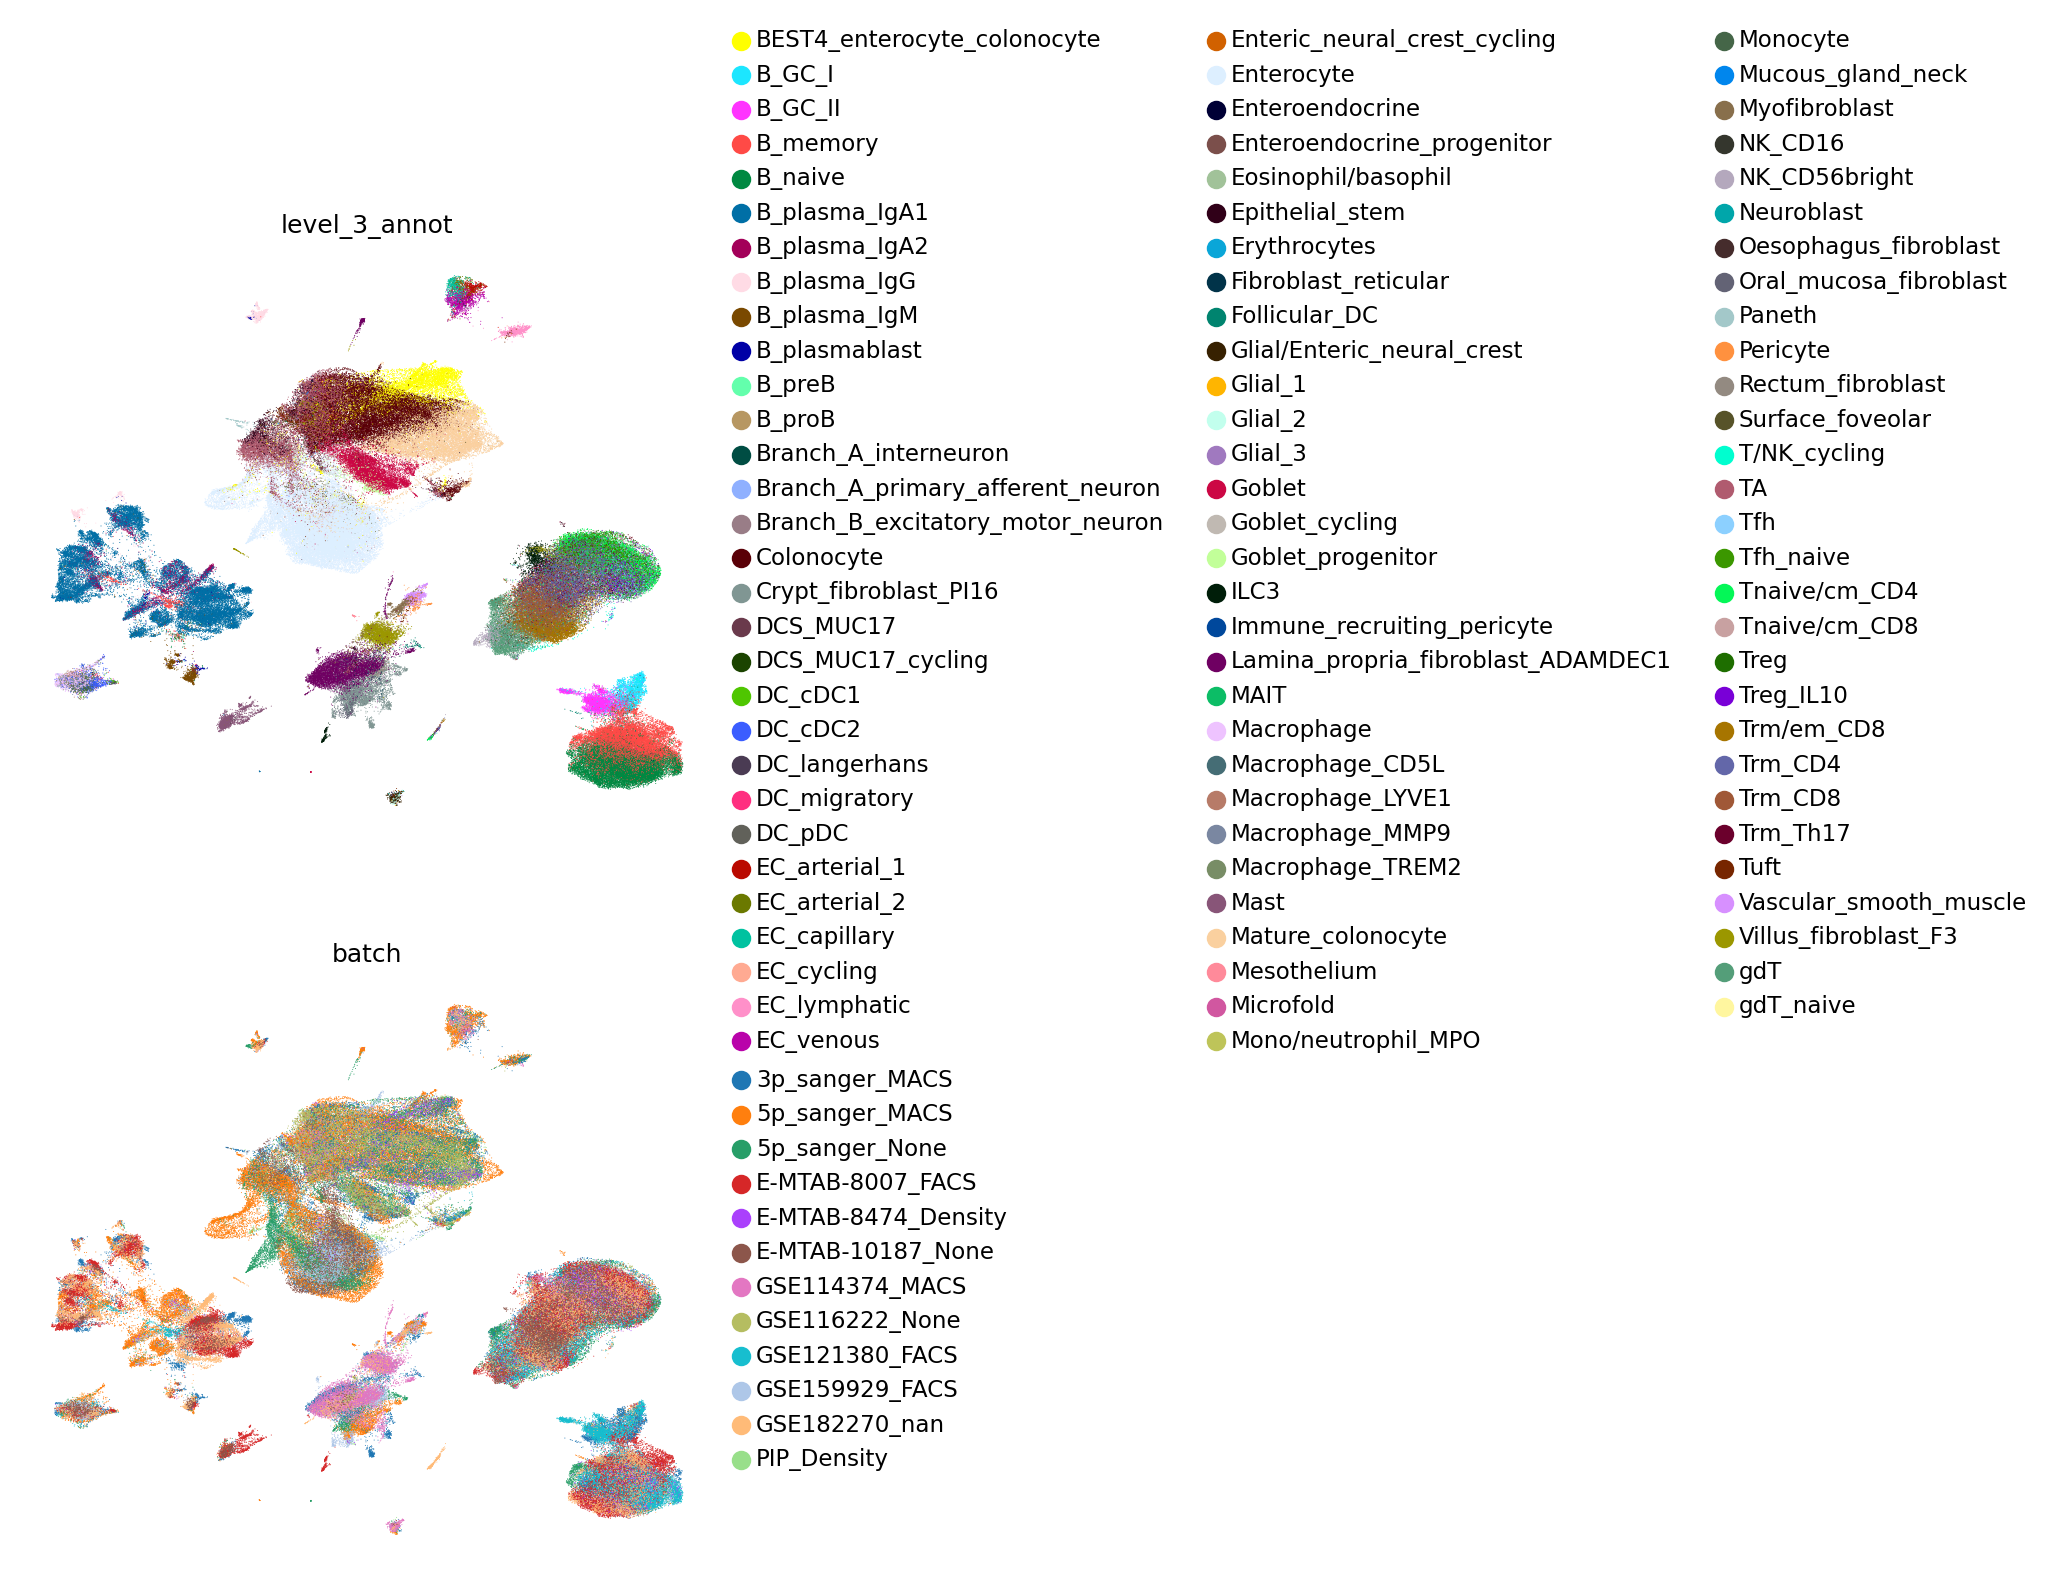 level_3_annot
BEST4_enterocyte_colonocyte
B_GC_I
B_GC_II
B_memory
B_naive
B_plasma_IgA1
B_plasma_IgA2
B_plasma_IgG
B_plasma_IgM
B_plasmablast
B_preB
B_proB
Branch_A_interneuron
Branch_A_primary_afferent_neuron
Branch_B_excitatory_motor_neuron
Colonocyte
Crypt_fibroblast_PI16
DCS_MUC17
DCS_MUC17_cycling
DC_cDC1
DC_cDC2
DC_langerhans
DC_migratory
DC_pDC
EC_arterial_1
EC_arterial_2
EC_capillary
EC_cycling
EC_lymphatic
EC_venous
Enteric_neural_crest_cycling
Enterocyte
Enteroendocrine
Enteroendocrine_progenitor
Eosinophil/basophil
Epithelial_stem
Erythrocytes
Fibroblast_reticular
Follicular_DC
Glial/Enteric_neural_crest
Glial_1
Glial_2
Glial_3
Goblet
Goblet_cycling
Goblet_progenitor
ILC3
Immune_recruiting_pericyte
Lamina_propria_fibroblast_ADAMDEC1
MAIT
Macrophage
Macrophage_CD5L
Macrophage_LYVE1
Macrophage_MMP9
Macrophage_TREM2
Mast
Mature_colonocyte
Mesothelium
Microfold
Mono/neutrophil_MPO
Monocyte
Mucous_gland_neck
Myofibroblast
NK_CD16
NK_CD56bright
Neuroblast
Oesophagus_fibroblast
Oral_mucosa_fibroblast
Paneth
Pericyte
Rectum_fibroblast
Surface_foveolar
T/NK_cycling
TA
Tfh
Tfh_naive
Tnaive/cm_CD4
Tnaive/cm_CD8
Treg
Treg_IL10
Trm/em_CD8
Trm_CD4
Trm_CD8
Trm_Th17
Tuft
Vascular_smooth_muscle
Villus_fibroblast_F3
gdT
gdT_naive
batch
3p_sanger_MACS
5p_sanger_MACS
5p_sanger_None
E-MTAB-8007_FACS
E-MTAB-8474_Density
E-MTAB-10187_None
GSE114374_MACS
GSE116222_None
GSE121380_FACS
GSE159929_FACS
GSE182270_nan
PIP_Density